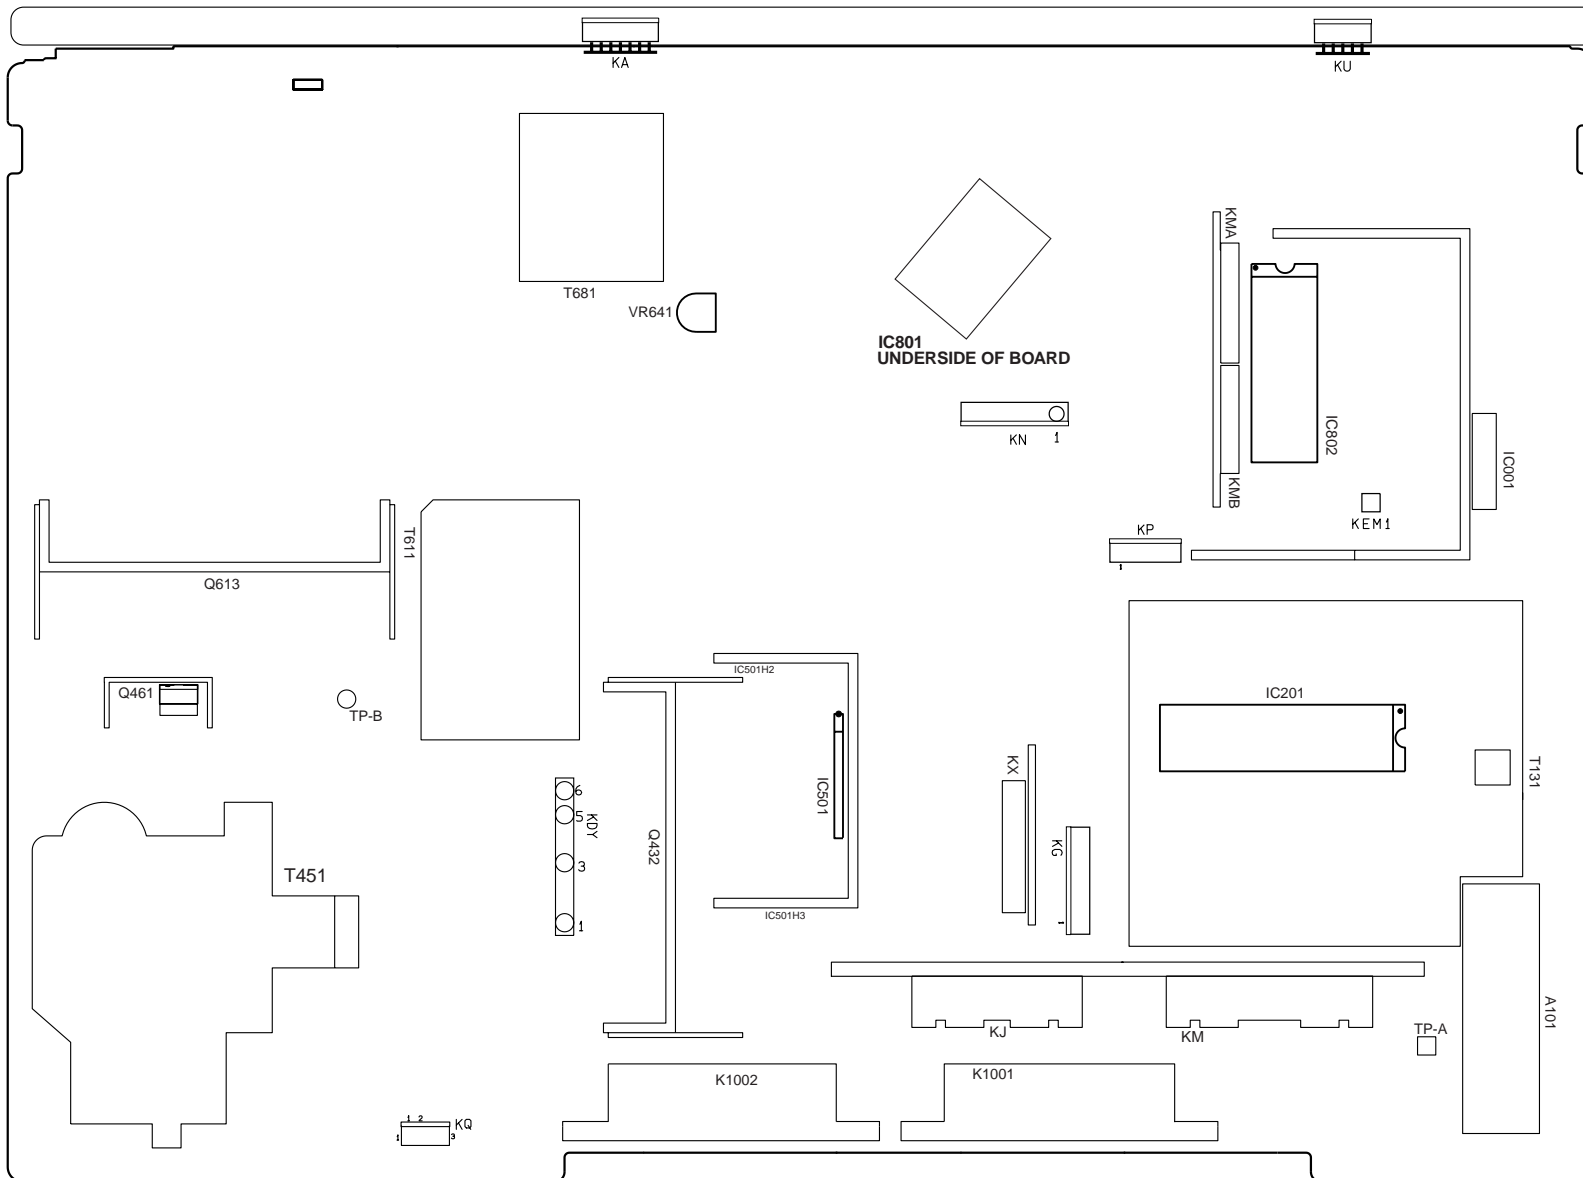 KA
KU
T681
VR641
KMA
IC801
UNDERSIDE OF BOARD
KN 1
IC802
IC001
KMB
KEM1
KP
1
T611
Q613
Q461
TP-B
IC501H2
IC501
IC201
T131
KX
KG
1
6
5
KDY
3
1
Q432
T451
IC501H3
KJ
KM
TP-A
A101
K1002
K1001
1 2
KQ
1
3